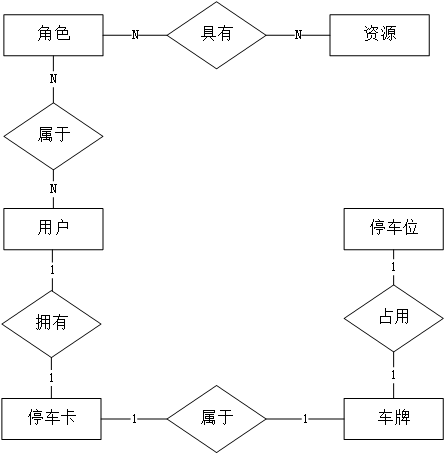 角色 N 具有 N 资源
N
属于
N
用户 停车位
1 1
拥有 占用
1 1
停车卡 1 属于 1 车牌